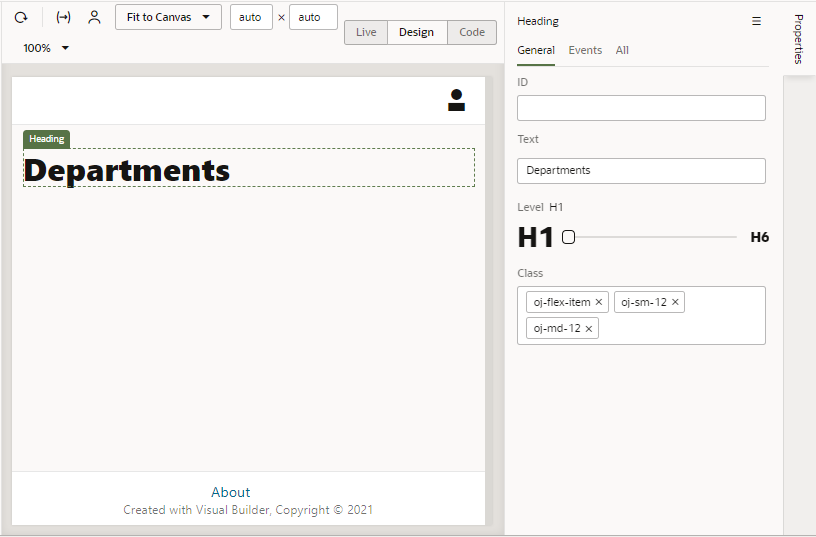 Fit to Canvas
auto × auto
Live Design Code
100%
Heading
Departments
About
Created with Visual Builder, Copyright © 2021
Heading
General Events All
ID
Text
Departments
Level H1
H1 H6
Class
oj-flex-item × oj-sm-12 ×
oj-md-12 ×
Properties